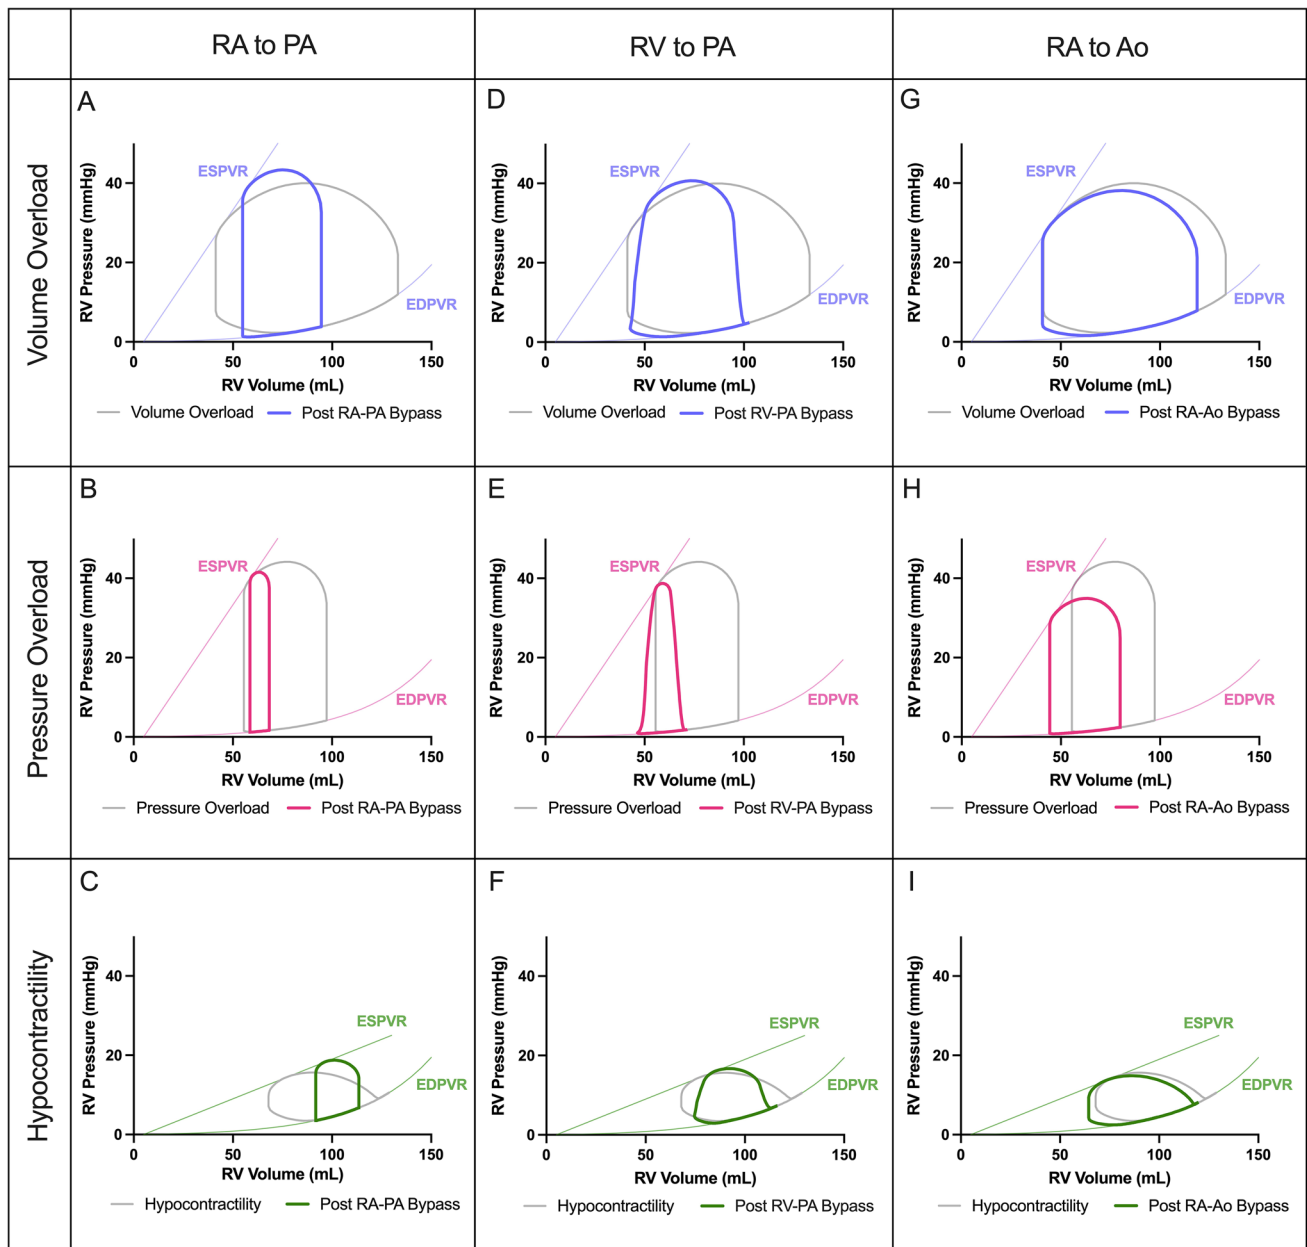 RA to PA
RV to PA
RA to Ao
Volume Overload
A
RV Pressure (mmHg)
40
20
0
ESPVR
EDPVR
0 50 100 150
RV Volume (mL)
Volume Overload Post RA-PA Bypass
D
RV Pressure (mmHg)
40
20
0
ESPVR
EDPVR
0 50 100 150
RV Volume (mL)
Volume Overload Post RV-PA Bypass
G
RV Pressure (mmHg)
40
20
0
ESPVR
EDPVR
0 50 100 150
RV Volume (mL)
Volume Overload Post RA-Ao Bypass
Pressure Overload
B
RV Pressure (mmHg)
40
20
0
ESPVR
EDPVR
0 50 100 150
RV Volume (mL)
Pressure Overload Post RA-PA Bypass
E
RV Pressure (mmHg)
40
20
0
ESPVR
EDPVR
0 50 100 150
RV Volume (mL)
Pressure Overload Post RV-PA Bypass
H
RV Pressure (mmHg)
40
20
0
ESPVR
EDPVR
0 50 100 150
RV Volume (mL)
Pressure Overload Post RA-Ao Bypass
Hypocontractility
C
RV Pressure (mmHg)
40
20
0
ESPVR
EDPVR
0 50 100 150
RV Volume (mL)
Hypocontractility Post RA-PA Bypass
F
RV Pressure (mmHg)
40
20
0
ESPVR
EDPVR
0 50 100 150
RV Volume (mL)
Hypocontractility Post RV-PA Bypass
I
RV Pressure (mmHg)
40
20
0
ESPVR
EDPVR
0 50 100 150
RV Volume (mL)
Hypocontractility Post RA-Ao Bypass